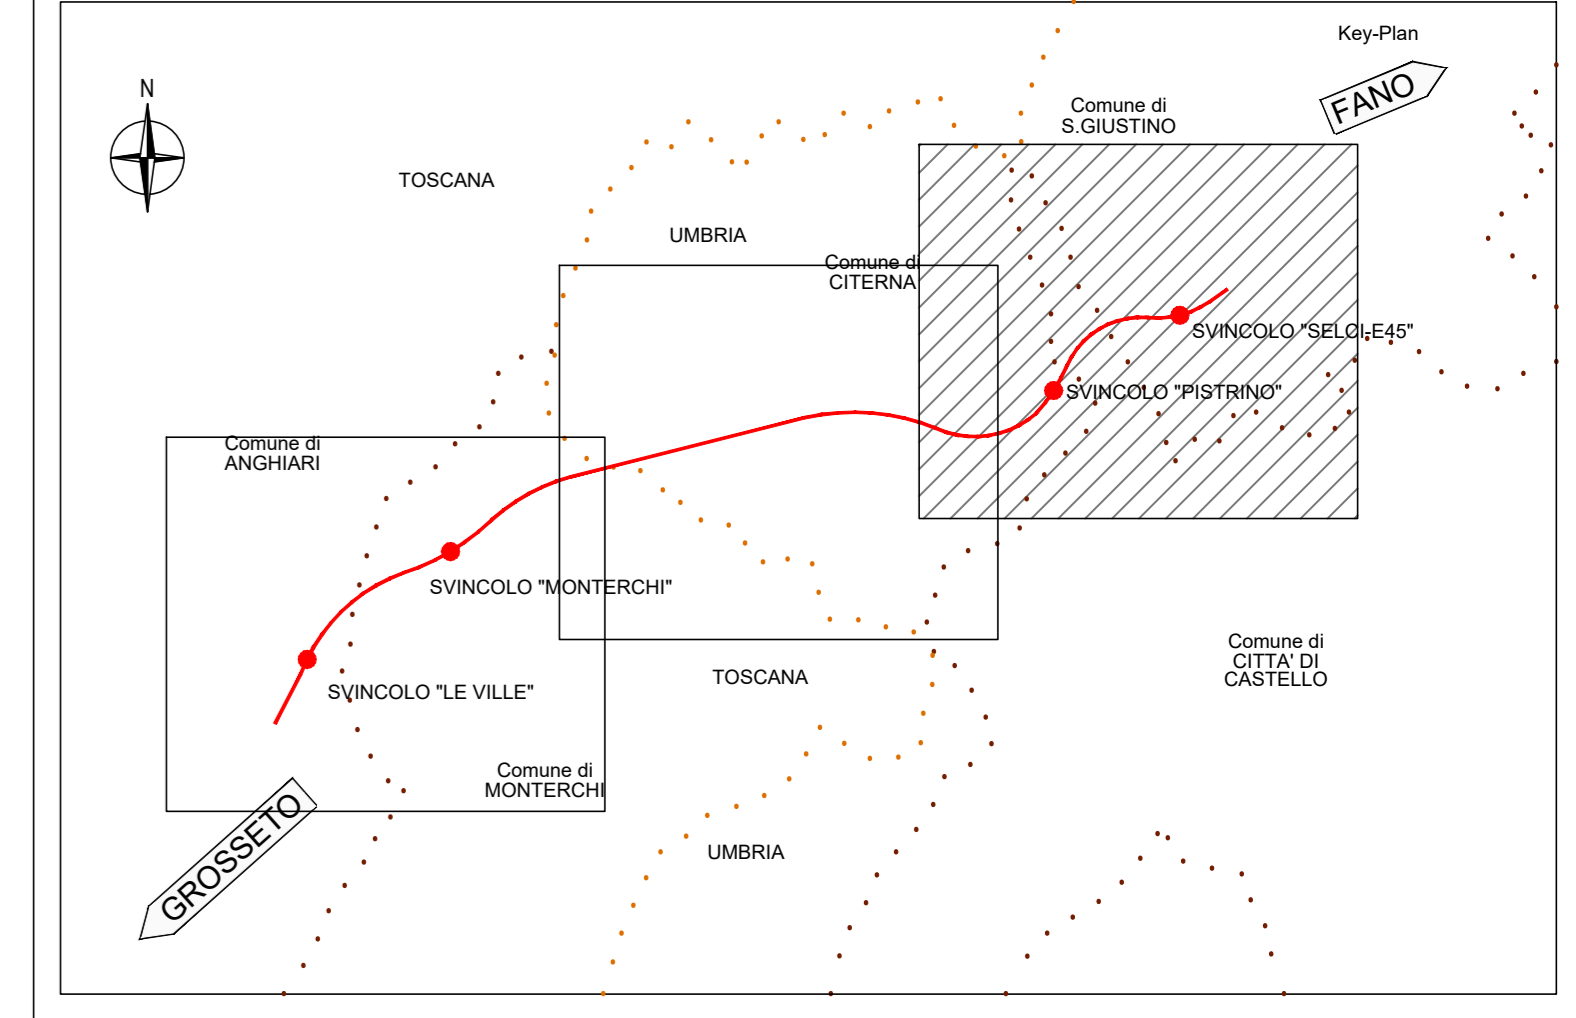 Key-Plan
FANO
N
Comune di
S.GIUSTINO
TOSCANA
UMBRIA
Comune di
CITERNA
SVINCOLO "SELCI-E45"
SVINCOLO "PISTRINO"
Comune di
ANGHIARI
SVINCOLO "MONTERCHI"
Comune di
CITTA' DI
CASTELLO
TOSCANA
SVINCOLO "LE VILLE"
Comune di
MONTERCHI
GROSSETO
UMBRIA